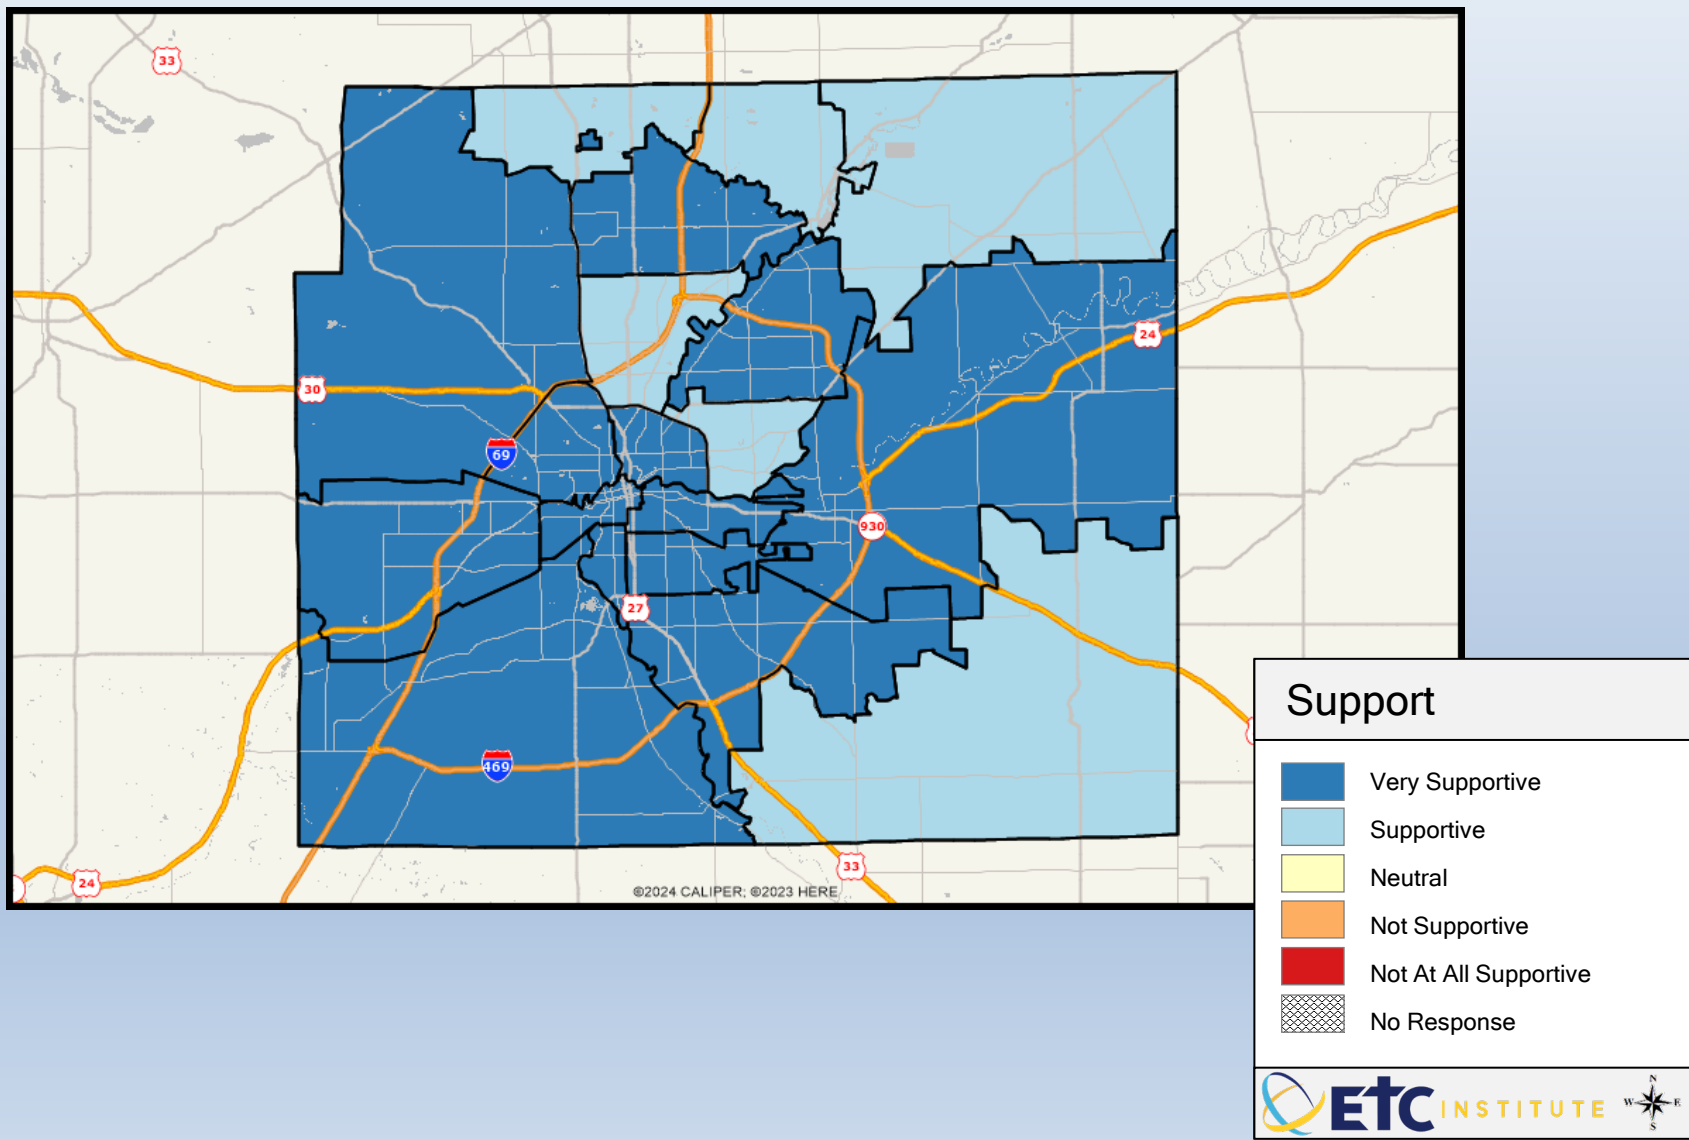 33
24
30
69
930
27
469
33
24
©2024 CALIPER; ©2023 HERE
Support
Very Supportive
Supportive
Neutral
Not Supportive
Not At All Supportive
No Response
ETC INSTITUTE
N
W E
S